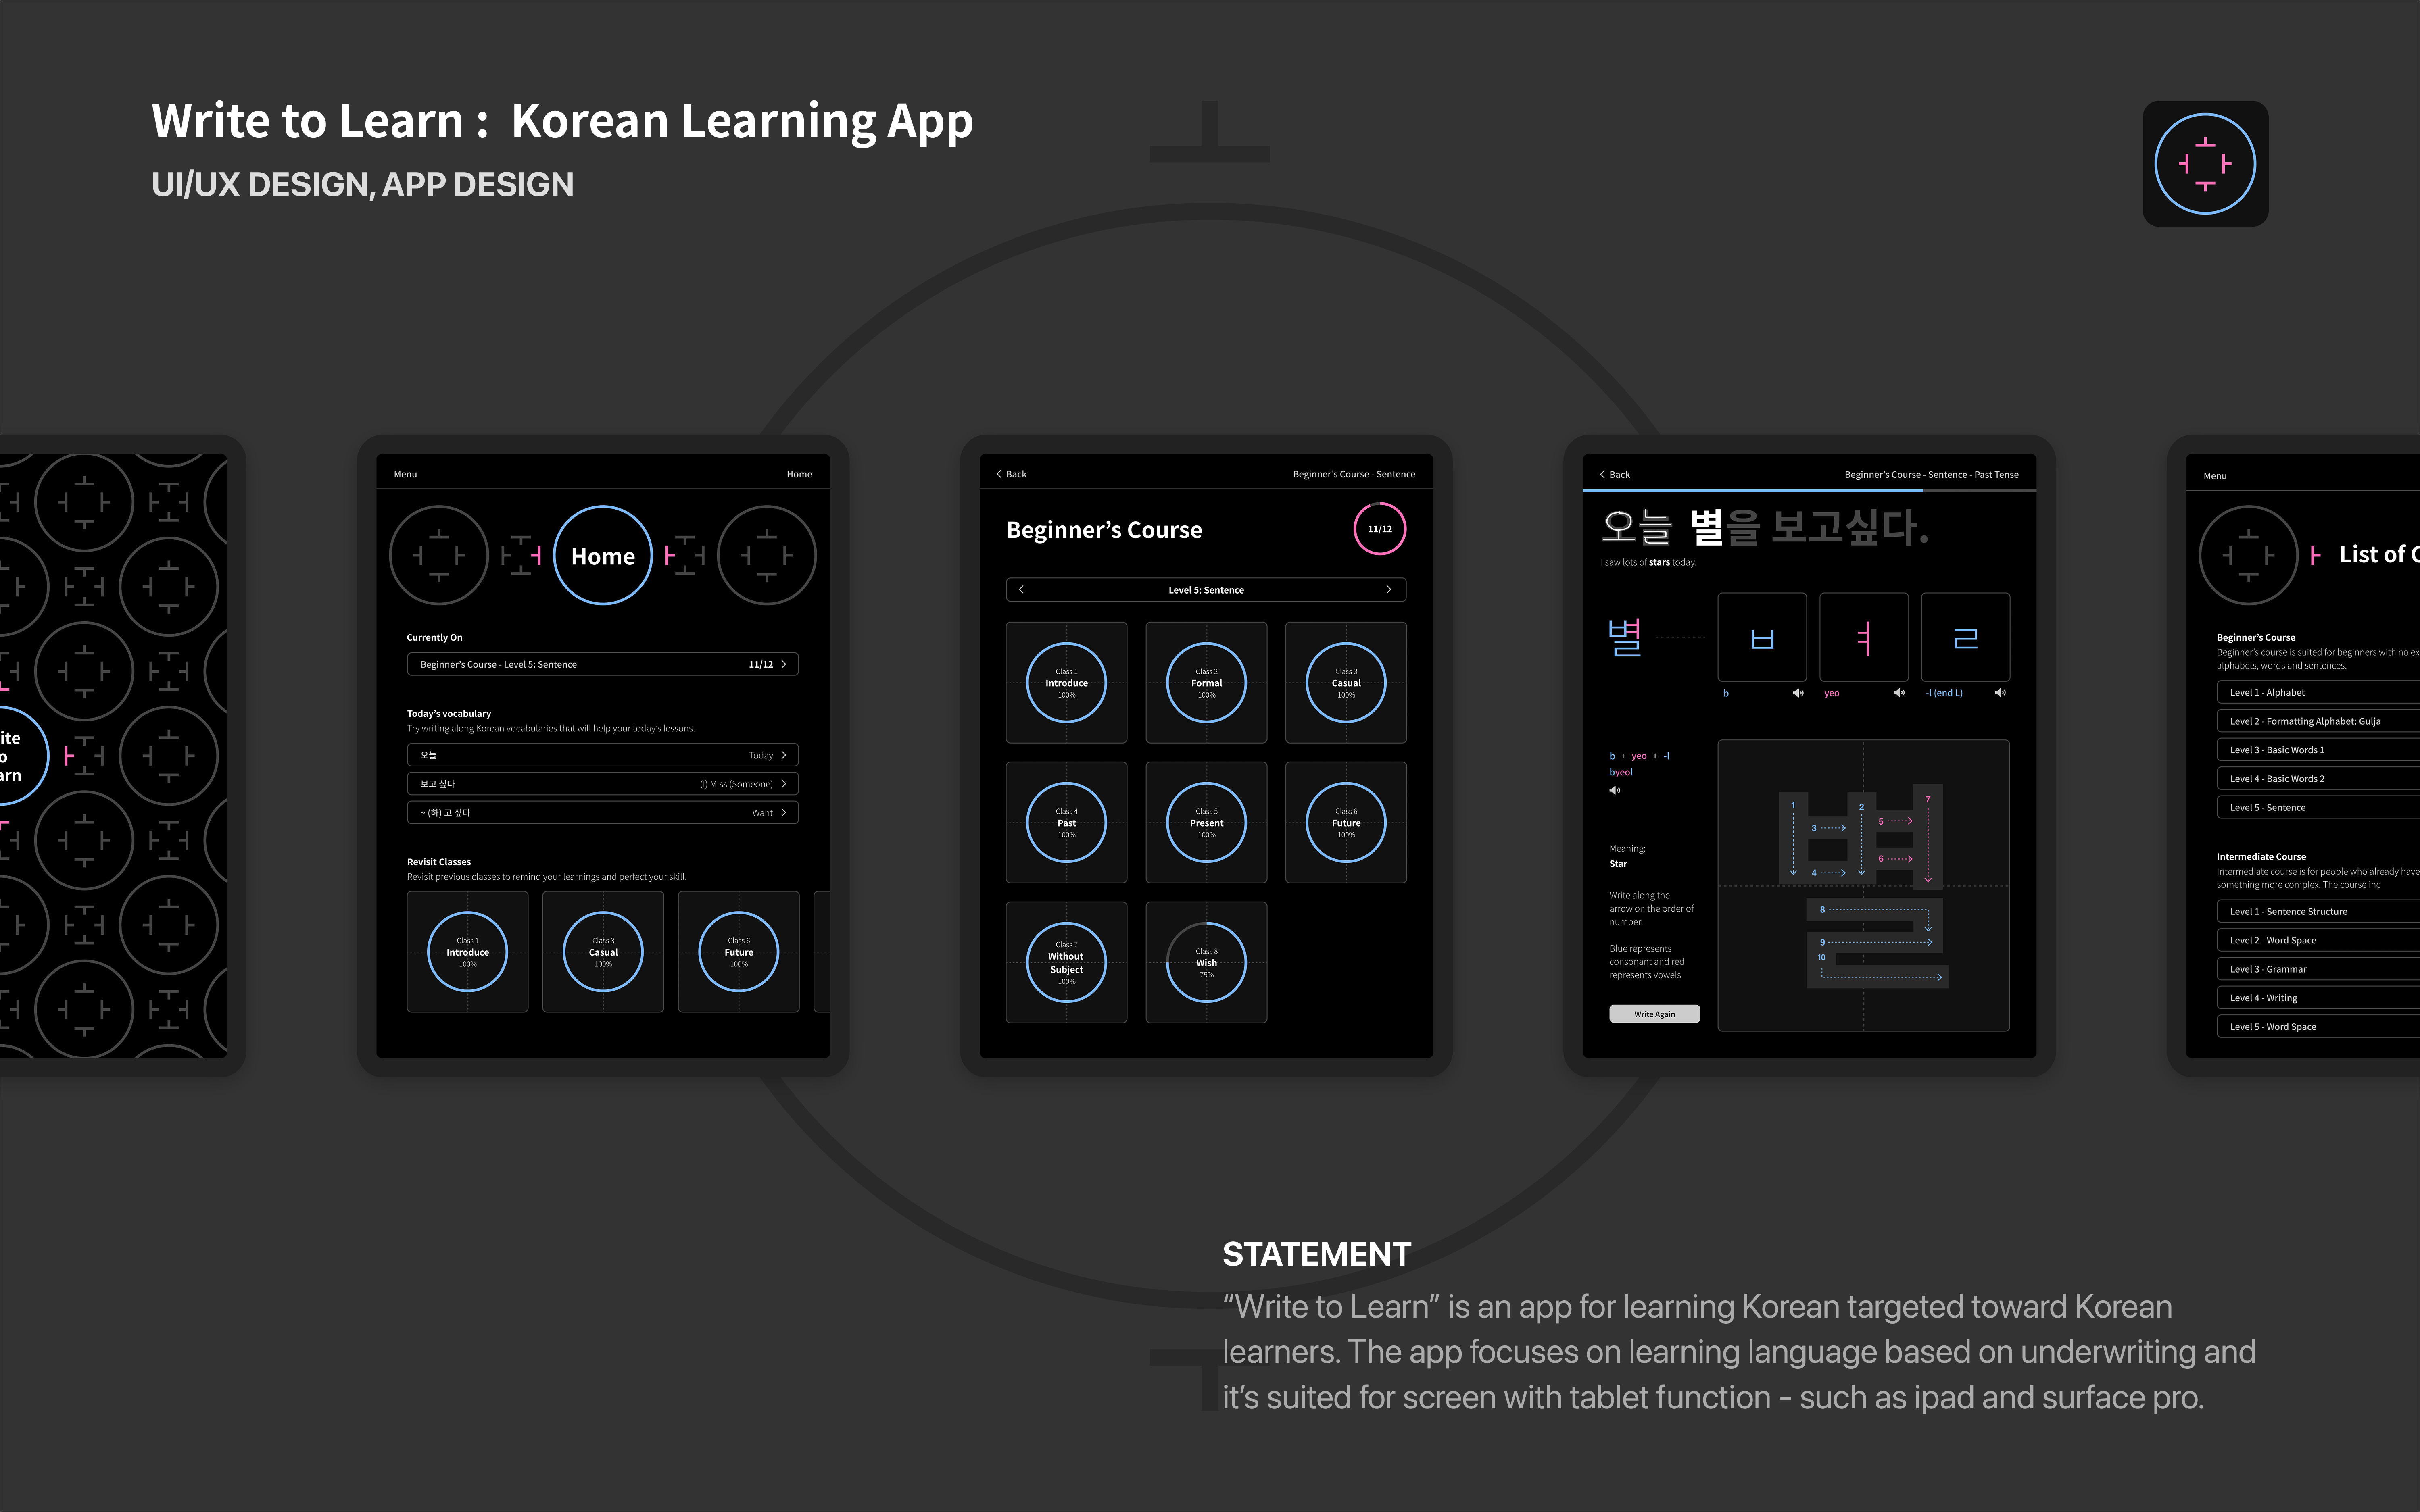 Write to Learn : Korean Learning App
UI/UX DESIGN, APP DESIGN
Menu
Home
Home
Currently On
Beginner's Course - Level 5: Sentence
11/12
Today's vocabulary
Try writing along Korean vocabularies that will help your today's lessons.
오늘
Today
보고 싶다
(I) Miss (Someone)
~ (하) 고 싶다
Want
Revisit Classes
Revisit previous classes to remind your learnings and perfect your skill.
Class 1
Introduce
100%
Class 3
Casual
100%
Class 6
Future
100%
Back
Beginner's Course - Sentence
Beginner's Course
11/12
Level 5: Sentence
Class 1
Introduce
100%
Class 2
Formal
100%
Class 3
Casual
100%
Class 4
Past
100%
Class 5
Present
100%
Class 6
Future
100%
Class 7
Without
Subject
100%
Class 8
Wish
75%
Back
Beginner's Course - Sentence - Past Tense
오늘 별을 보고싶다.
I saw lots of stars today.
별
ㅂ
ㅕ
ㄹ
b
yeo
-l (end L)
b + yeo + -l
byeol
Meaning:
Star
Write along the
arrow on the order of
number.
Blue represents
consonant and red
represents vowels
Write Again
1
2
3
4
5
6
7
8
9
10
Menu
List of
Beginner's Course
Beginner's course is suited for beginners with no
alphabets, words and sentences.
Level 1 - Alphabet
Level 2 - Formatting Alphabet: Gulja
Level 3 - Basic Words 1
Level 4 - Basic Words 2
Level 5 - Sentence
Intermediate Course
Intermediate course is for people who already have
something more complex. The course inc
Level 1 - Sentence Structure
Level 2 - Word Space
Level 3 - Grammar
Level 4 - Writing
Level 5 - Word Space
STATEMENT
“Write to Learn” is an app for learning Korean targeted toward Korean
learners. The app focuses on learning language based on underwriting and
it's suited for screen with tablet function - such as ipad and surface pro.